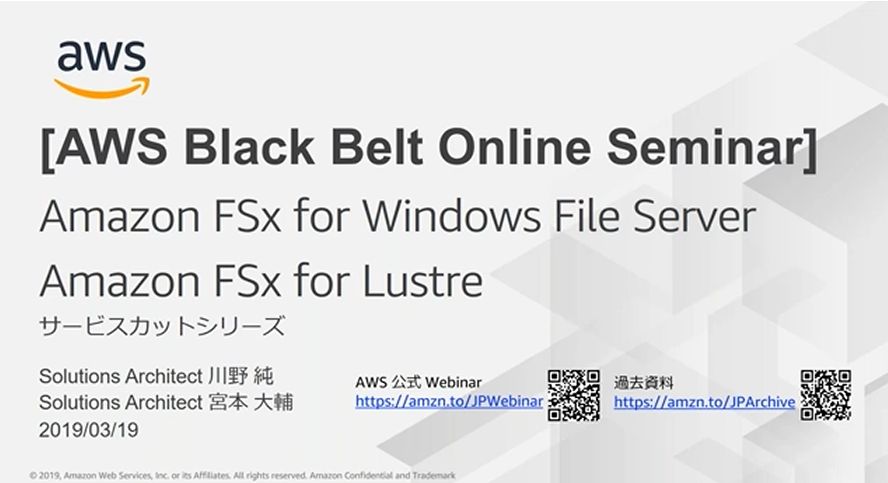 aws
[AWS Black Belt Online Seminar]
Amazon FSx for Windows File Server
Amazon FSx for Lustre
サービスカットシリーズ
Solutions Architect 川野 純
Solutions Architect 宮本 大輔
2019/03/19
AWS 公式 Webinar
https://amzn.to/JPWebinar
過去資料
https://amzn.to/JPArchive
© 2019, Amazon Web Services, Inc. or its Affiliates. All rights reserved. Amazon Confidential and Trademark